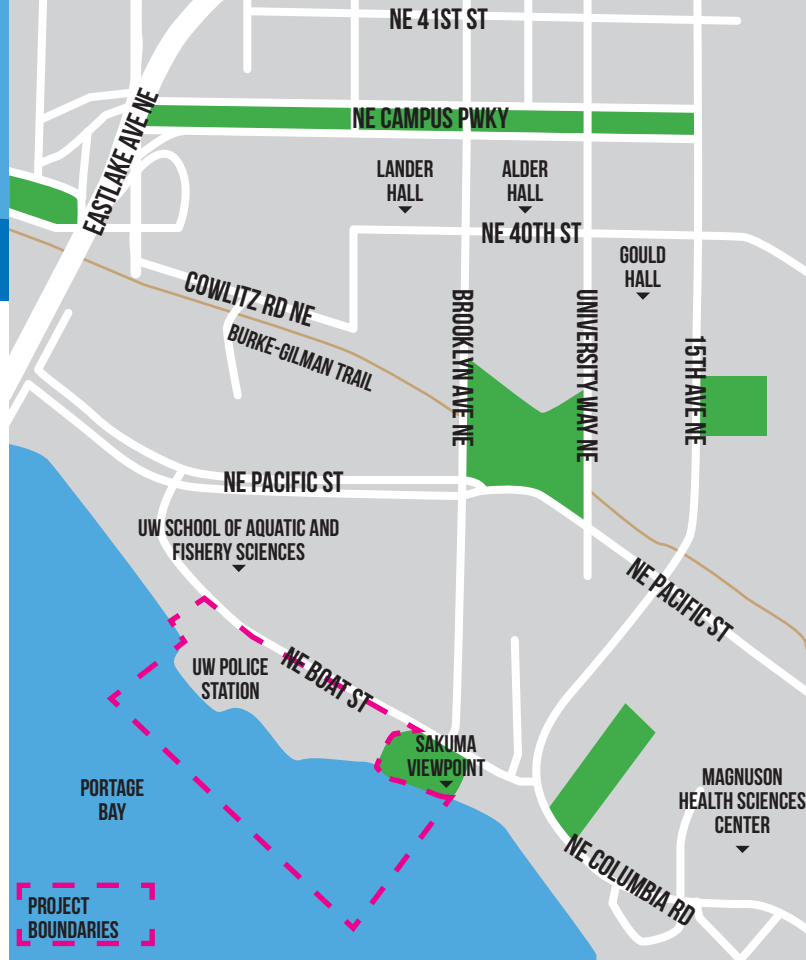 NE 41ST ST
EASTLAKE AVE NE
NE CAMPUS PWKY
LANDER
HALL
ALDER
HALL
NE 40TH ST
GOULD
HALL
COWLITZ RD NE
BURKE-GILMAN TRAIL
BROOKLYN AVE NE
UNIVERSITY WAY NE
15TH AVE NE
NE PACIFIC ST
UW SCHOOL OF AQUATIC AND
FISHERY SCIENCES
NE PACIFIC ST
UW POLICE
STATION
NE BOAT ST
SAKUMA
VIEWPOINT
PORTAGE
BAY
MAGNUSON
HEALTH SCIENCES
CENTER
NE COLUMBIA RD
PROJECT
BOUNDARIES